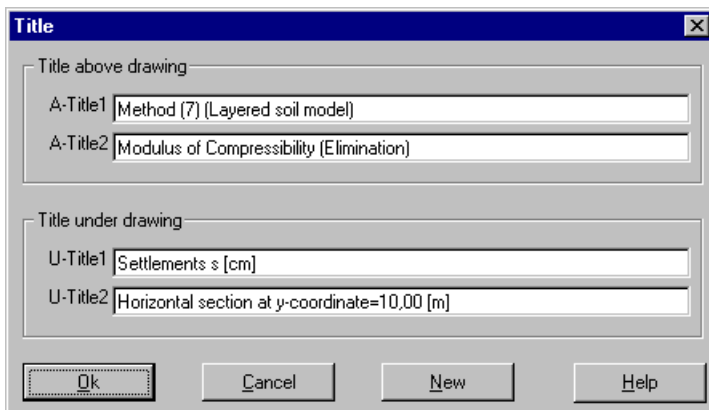 Title
Title above drawing
A-Title1 Method (7) (Layered soil model)
A-Title2 Modulus of Compressibility (Elimination)
Title under drawing
U-Title1 Settlements s [cm]
U-Title2 Horizontal section at y-coordinate=10,00 [m]
Ok Cancel New Help